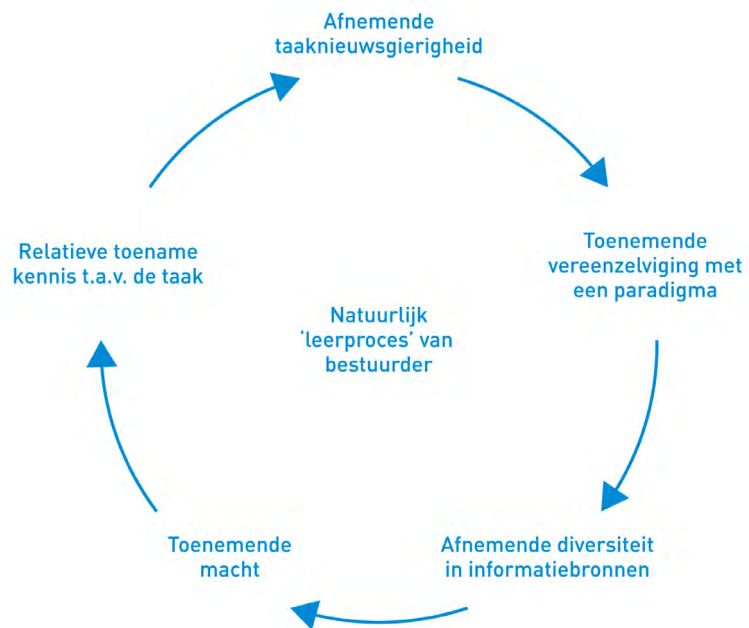 Afnemende
taaknieuwsgierigheid
Toenemende
vereenzelviging met
een paradigma
Afnemende diversiteit
in informatiebronnen
Toenemende
macht
Relatieve toename
kennis t.a.v. de taak
Natuurlijk
‘leerproces’ van
bestuurder